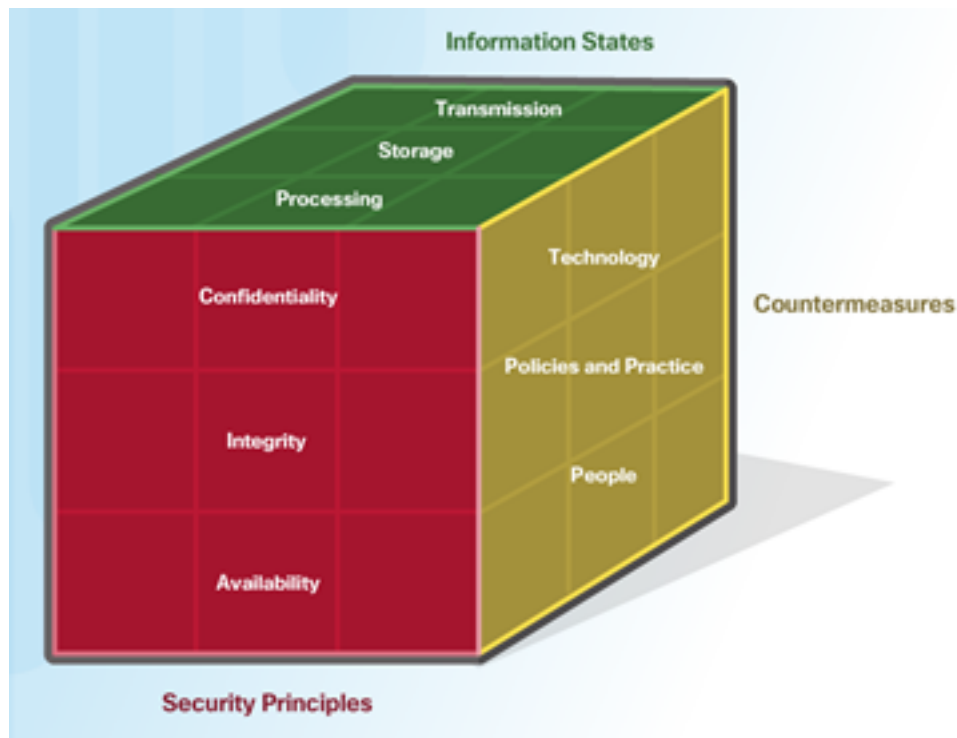 Information States
Transmission
Storage
Processing
Technology
Confidentiality
Countermeasures
Policies and Practice
Integrity
People
Availability
Security Principles